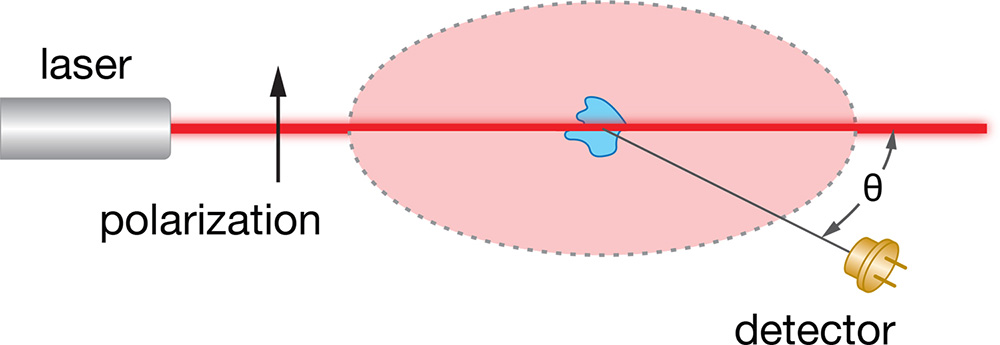 laser
polarization
θ
detector